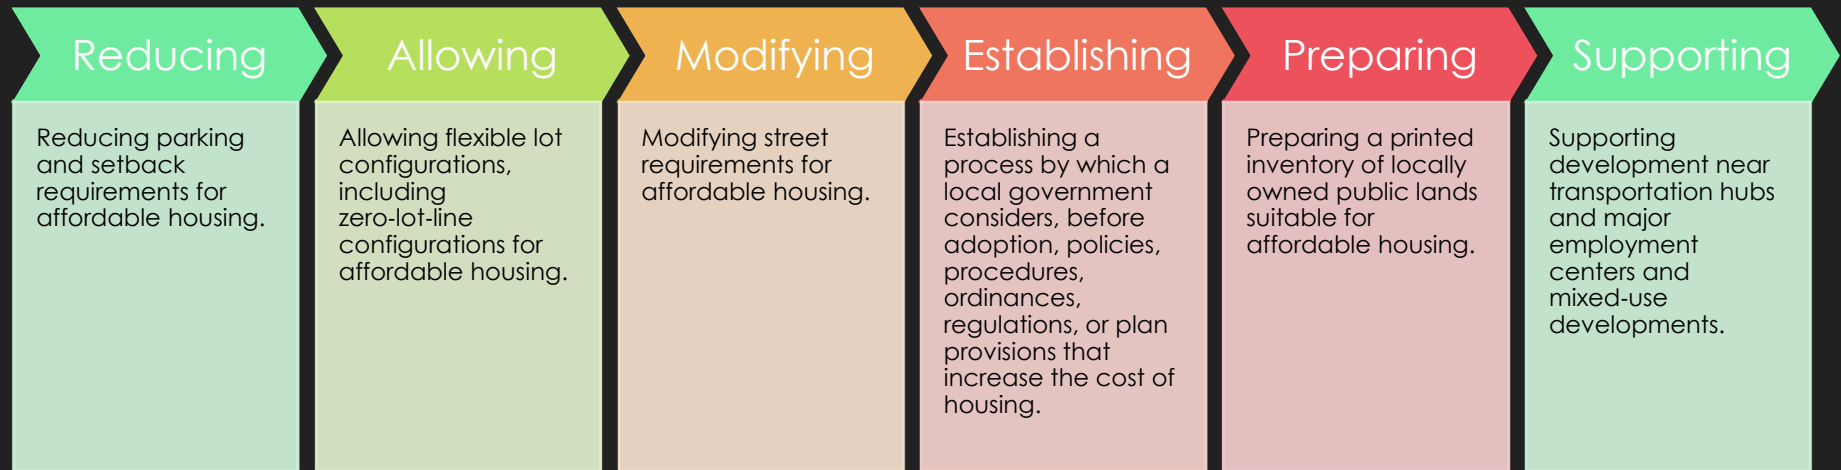 Reducing
Reducing parking
and setback
requirements for
affordable housing.
Allowing
Allowing flexible lot
configurations,
including
zero-lot-line
configurations for
affordable housing.
Modifying
Modifying street
requirements for
affordable housing.
Establishing
Establishing a
process by which a
local government
considers, before
adoption, policies,
procedures,
ordinances,
regulations, or plan
provisions that
increase the cost of
housing.
Preparing
Preparing a printed
inventory of locally
owned public lands
suitable for
affordable housing.
Supporting
Supporting
development near
transportation hubs
and major
employment
centers and
mixed-use
developments.